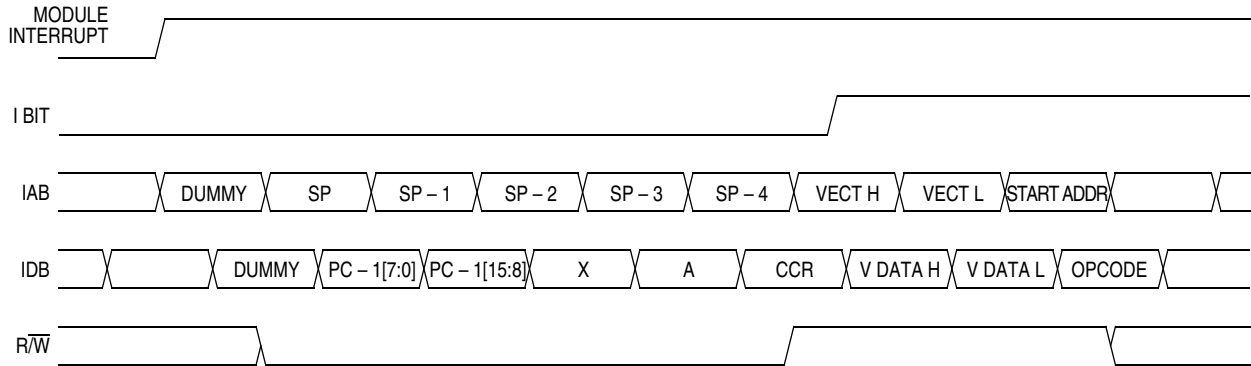 MODULE
INTERRUPT
I BIT
IAB DUMMY SP SP – 1 SP – 2 SP – 3 SP – 4 VECT H VECT L START ADDR
IDB DUMMY PC – 1[7:0] PC – 1[15:8] X A CCR V DATA H V DATA L OPCODE
R/W̅